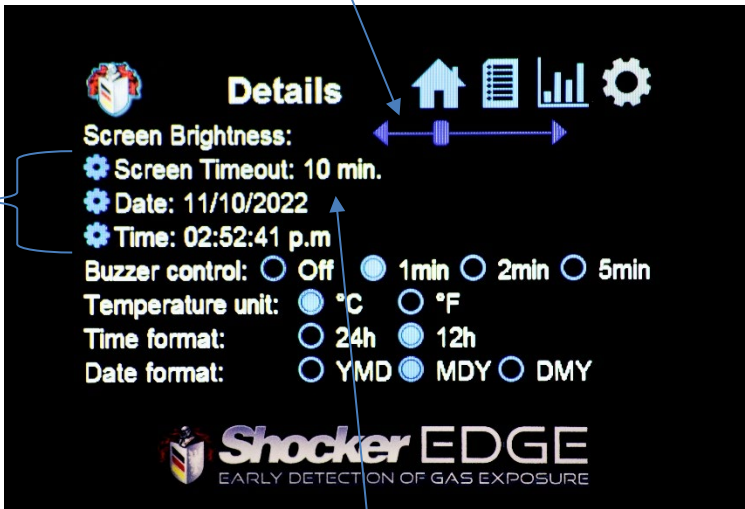 Details
Screen Brightness:
Screen Timeout: 10 min.
Date: 11/10/2022
Time: 02:52:41 p.m
Buzzer control: Off 1min 2min 5min
Temperature unit: °C °F
Time format: 24h 12h
Date format: YMD MDY DMY
Shocker EDGE
EARLY DETECTION OF GAS EXPOSURE